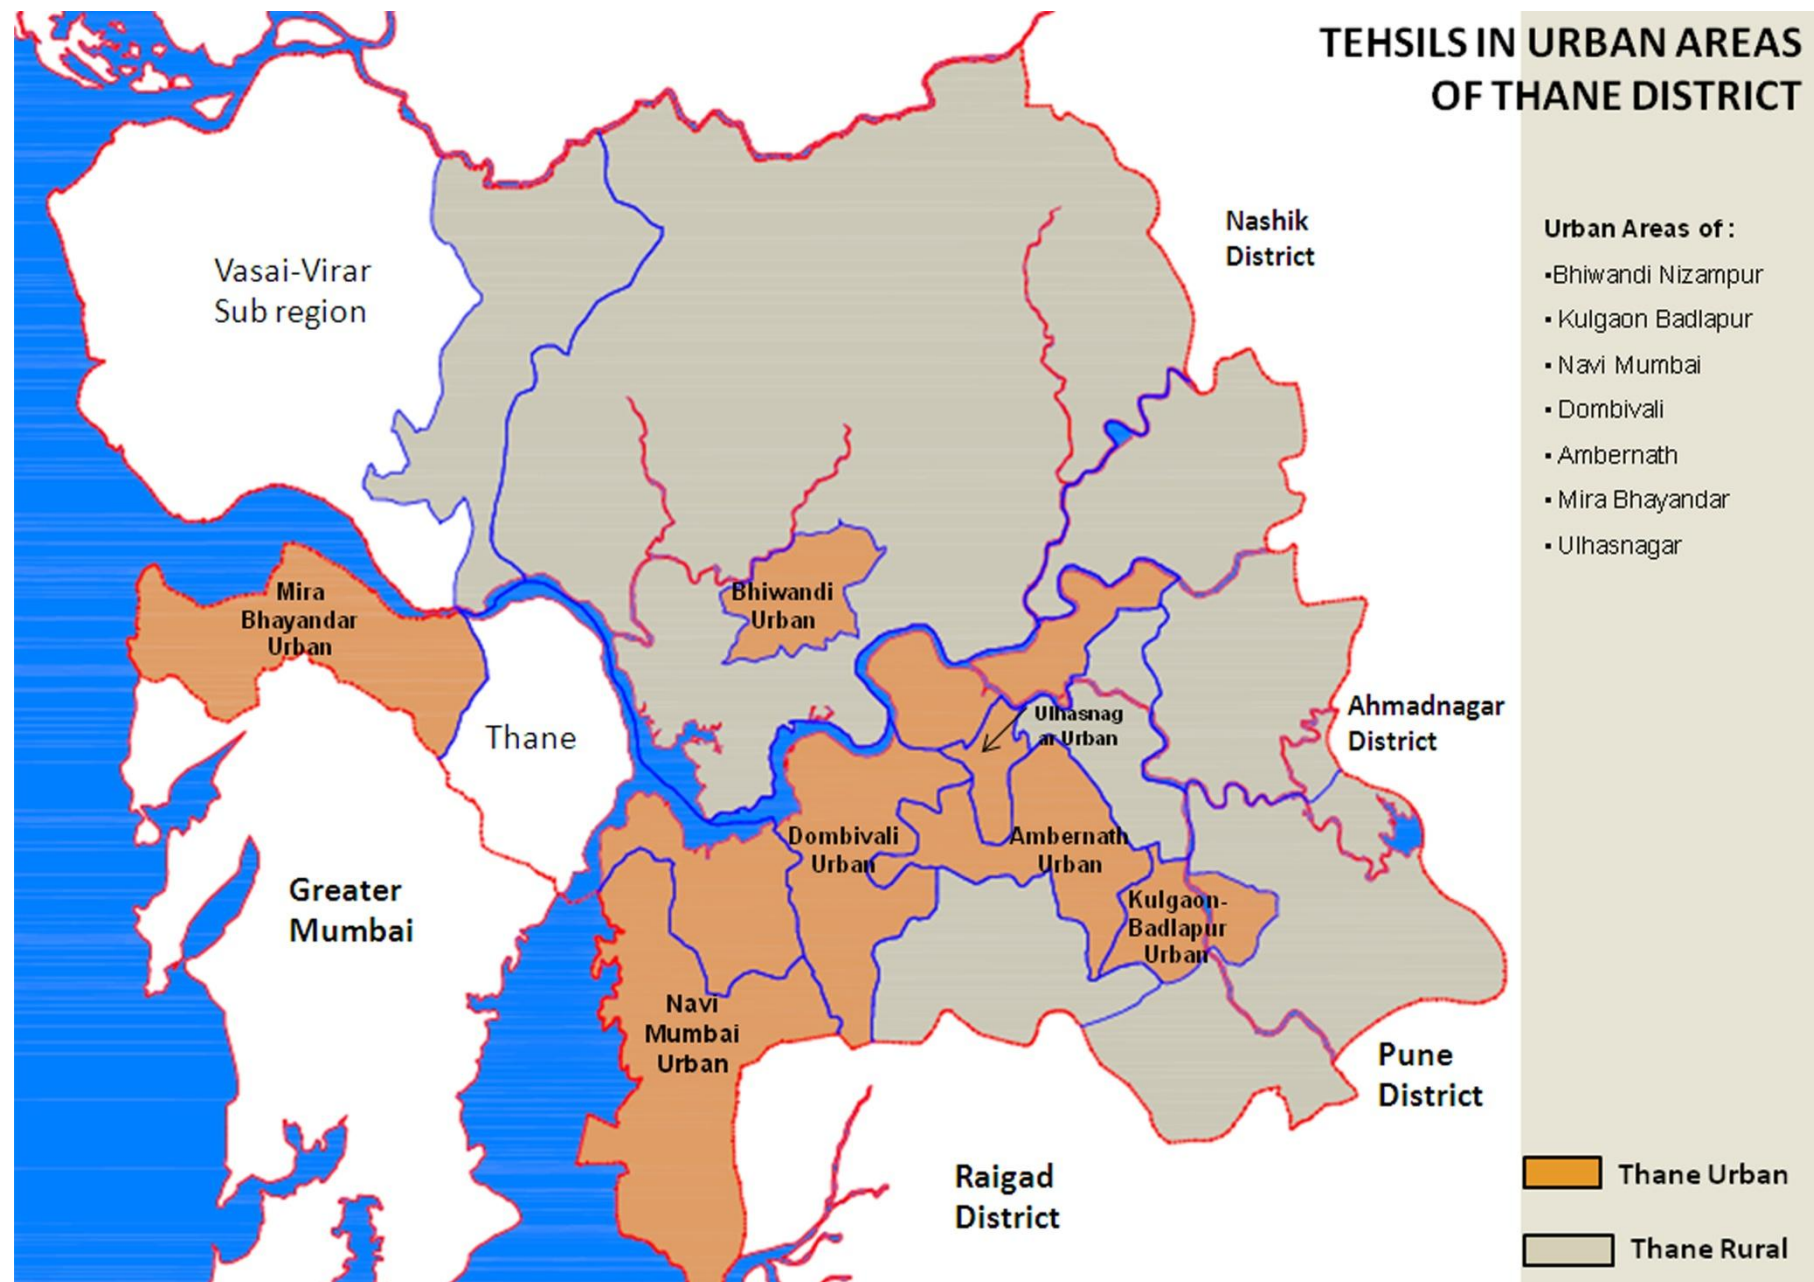 TEHSILS IN URBAN AREAS
OF THANE DISTRICT
Vasai-Virar
Sub region
Nashik
District
Urban Areas of :
▪Bhiwandi Nizampur
▪ Kulgaon Badlapur
▪ Navi Mumbai
▪ Dombivali
▪ Ambernath
▪ Mira Bhayandar
▪ Ulhasnagar
Mira
Bhayandar
Urban
Bhiwandi
Urban
Thane
Ulhasnag
ar Urban
Ahmadnagar
District
Dombivali
Urban
Ambernath
Urban
Greater
Mumbai
Kulgaon-
Badlapur
Urban
Navi
Mumbai
Urban
Pune
District
Raigad
District
Thane Urban
Thane Rural